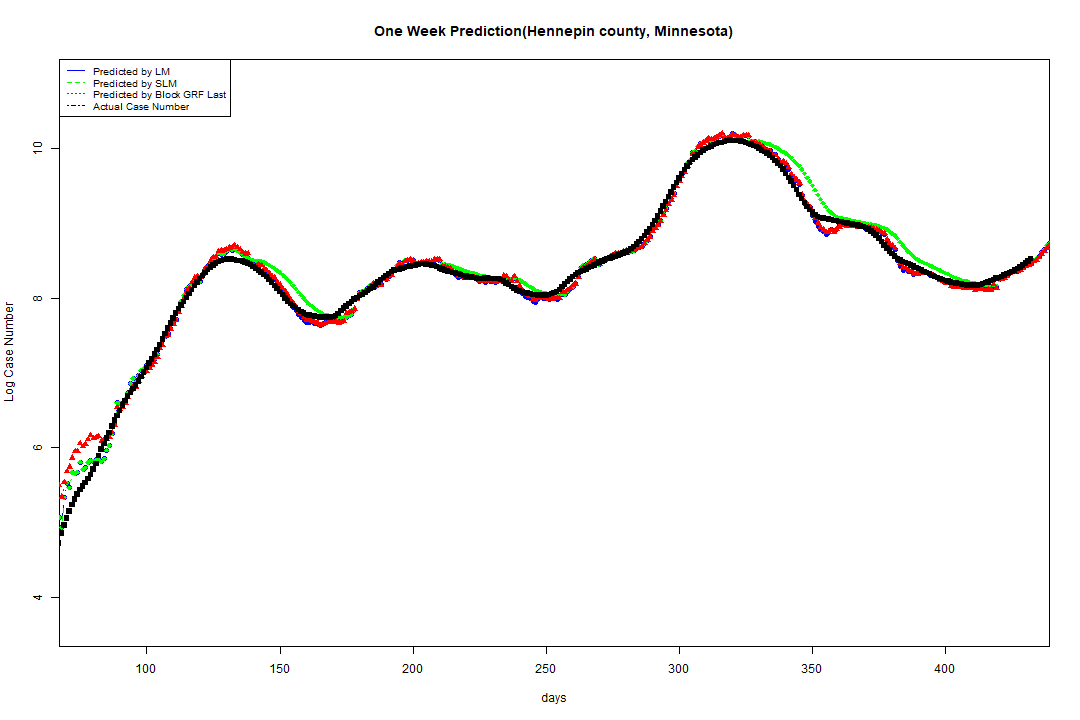 One Week Prediction(Hennepin county, Minnesota)
Predicted by LM
Predicted by SLM
Predicted by Block GRF Last
Actual Case Number
10
8
6
4
Log Case Number
100 150 200 250 300 350 400
days